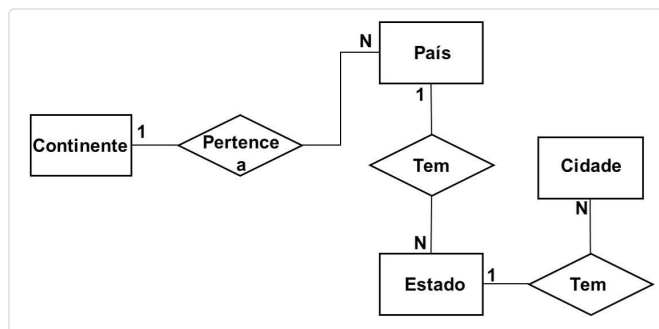 N
País
1
1
Continente
Pertence
a
Tem
Cidade
N
N
Estado
1
Tem